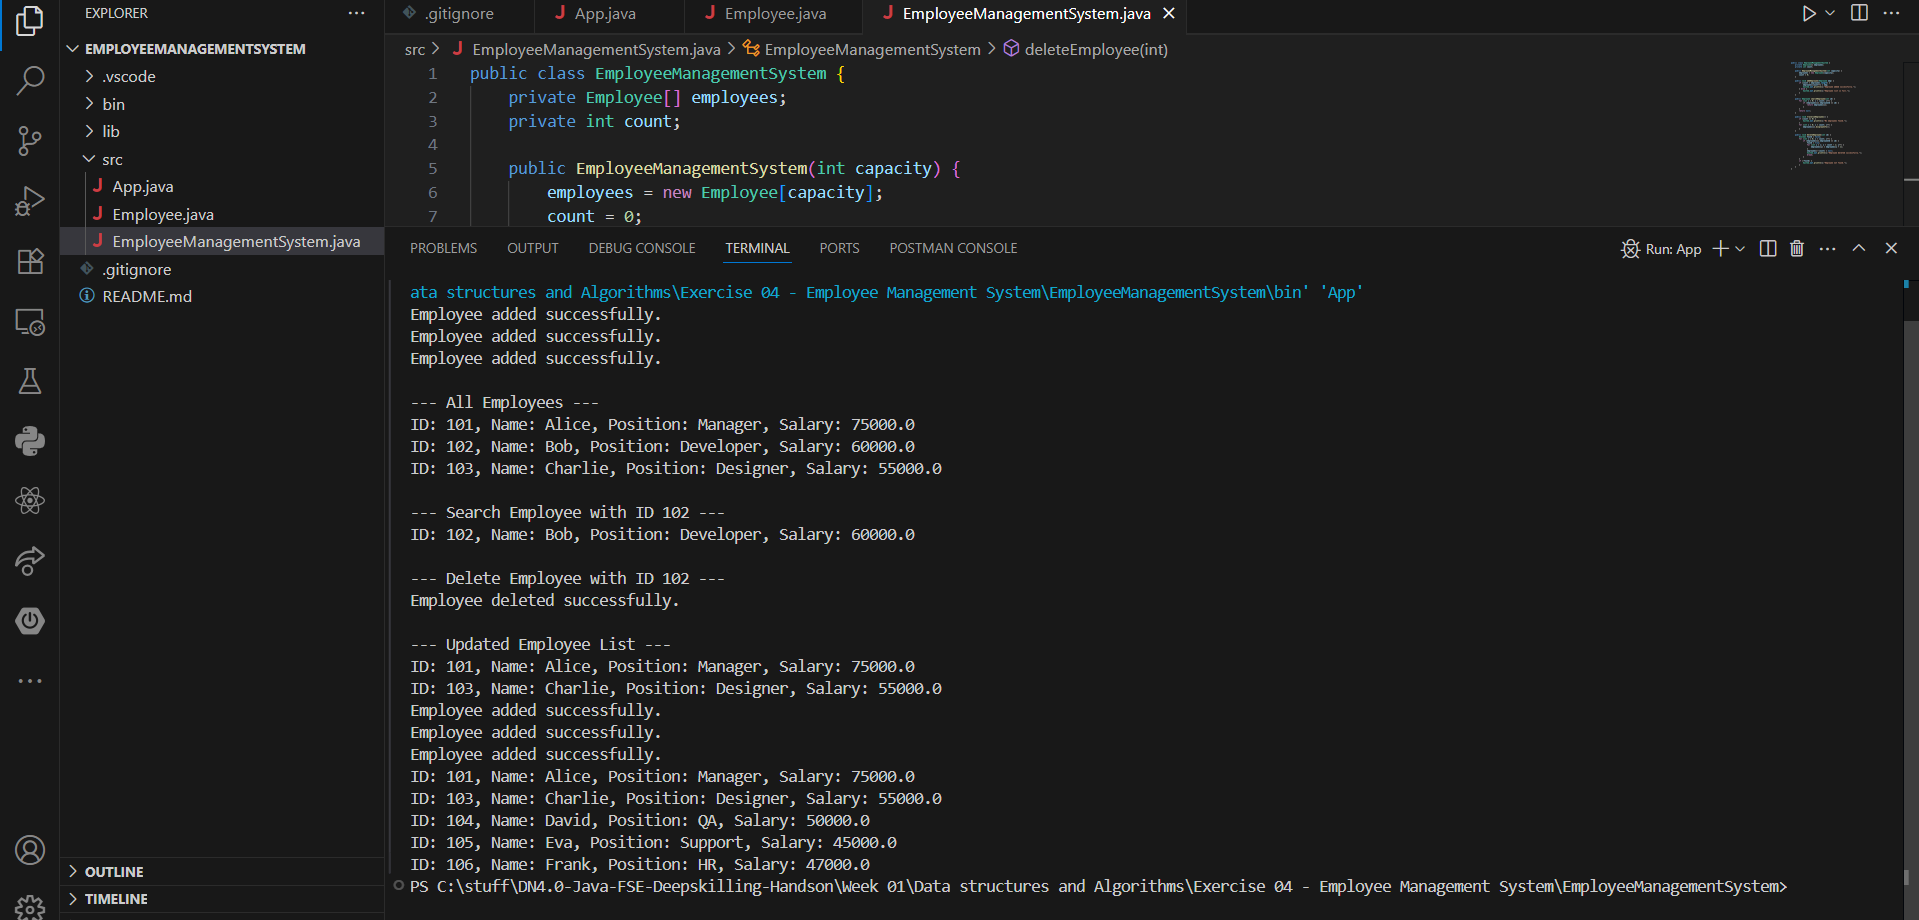 EXPLORER
EMPLOYEEMANAGEMENTSYSTEM
.vscode
bin
lib
src
App.java
Employee.java
EmployeeManagementSystem.java
.gitignore
README.md
OUTLINE
TIMELINE
.gitignore
App.java
Employee.java
EmployeeManagementSystem.java
src > EmployeeManagementSystem.java > EmployeeManagementSystem > deleteEmployee(int)
1 public class EmployeeManagementSystem {
2 private Employee[] employees;
3 private int count;
4
5 public EmployeeManagementSystem(int capacity) {
6 employees = new Employee[capacity];
7 count = 0;
PROBLEMS OUTPUT DEBUG CONSOLE TERMINAL PORTS POSTMAN CONSOLE
Run: App
ata structures and Algorithms\Exercise 04 - Employee Management System\EmployeeManagementSystem\bin' 'App'
Employee added successfully.
Employee added successfully.
Employee added successfully.
--- All Employees ---
ID: 101, Name: Alice, Position: Manager, Salary: 75000.0
ID: 102, Name: Bob, Position: Developer, Salary: 60000.0
ID: 103, Name: Charlie, Position: Designer, Salary: 55000.0
--- Search Employee with ID 102 ---
ID: 102, Name: Bob, Position: Developer, Salary: 60000.0
--- Delete Employee with ID 102 ---
Employee deleted successfully.
--- Updated Employee List ---
ID: 101, Name: Alice, Position: Manager, Salary: 75000.0
ID: 103, Name: Charlie, Position: Designer, Salary: 55000.0
Employee added successfully.
Employee added successfully.
Employee added successfully.
ID: 101, Name: Alice, Position: Manager, Salary: 75000.0
ID: 103, Name: Charlie, Position: Designer, Salary: 55000.0
ID: 104, Name: David, Position: QA, Salary: 50000.0
ID: 105, Name: Eva, Position: Support, Salary: 45000.0
ID: 106, Name: Frank, Position: HR, Salary: 47000.0
PS C:\stuff\DN4.0-Java-FSE-Deepskilling-Handson\Week 01\Data structures and Algorithms\Exercise 04 - Employee Management System\EmployeeManagementSystem>